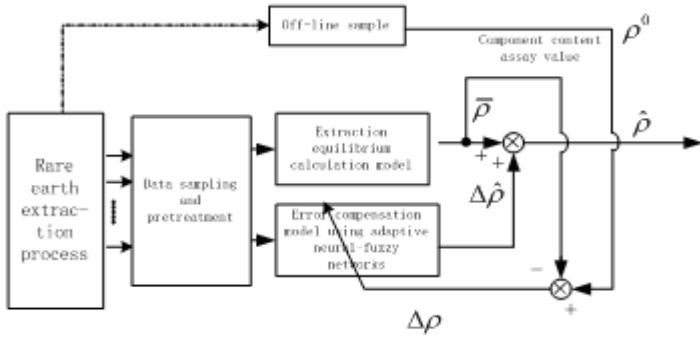 Off-line sample
Component content
assay value
ρ⁰
Rare
earth
extrac-
tion
process
Data sampling
and
pretreatment
Extraction
equilibrium
calculation model
Error compensation
model using adaptive
neural-fuzzy
networks
ρ̄
+
+
ρ̂
Δρ̂
−
+
Δρ